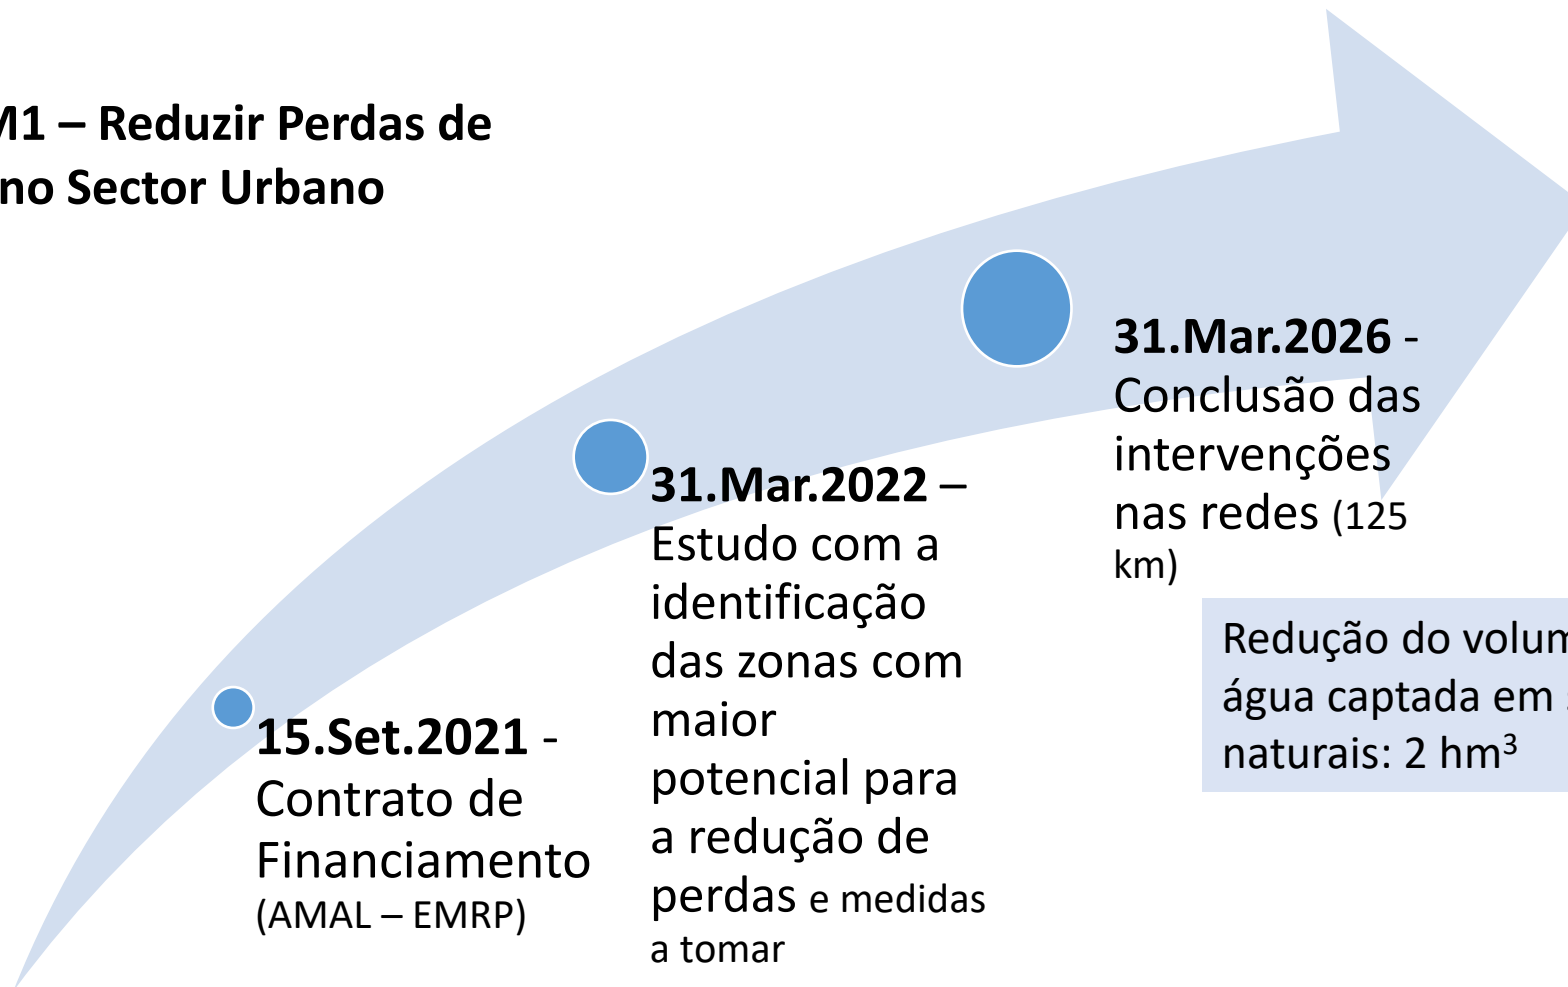 – Reduzir Perdas de
no Sector Urbano
31.Mar.2026 -
Conclusão das
intervenções
nas redes (125
km)
31.Mar.2022 –
Estudo com a
identificação
das zonas com
maior
potencial para
a redução de
perdas e medidas
a tomar
15.Set.2021 -
Contrato de
Financiamento
(AMAL – EMRP)
Redução do
água captada em
naturais: 2 hm³